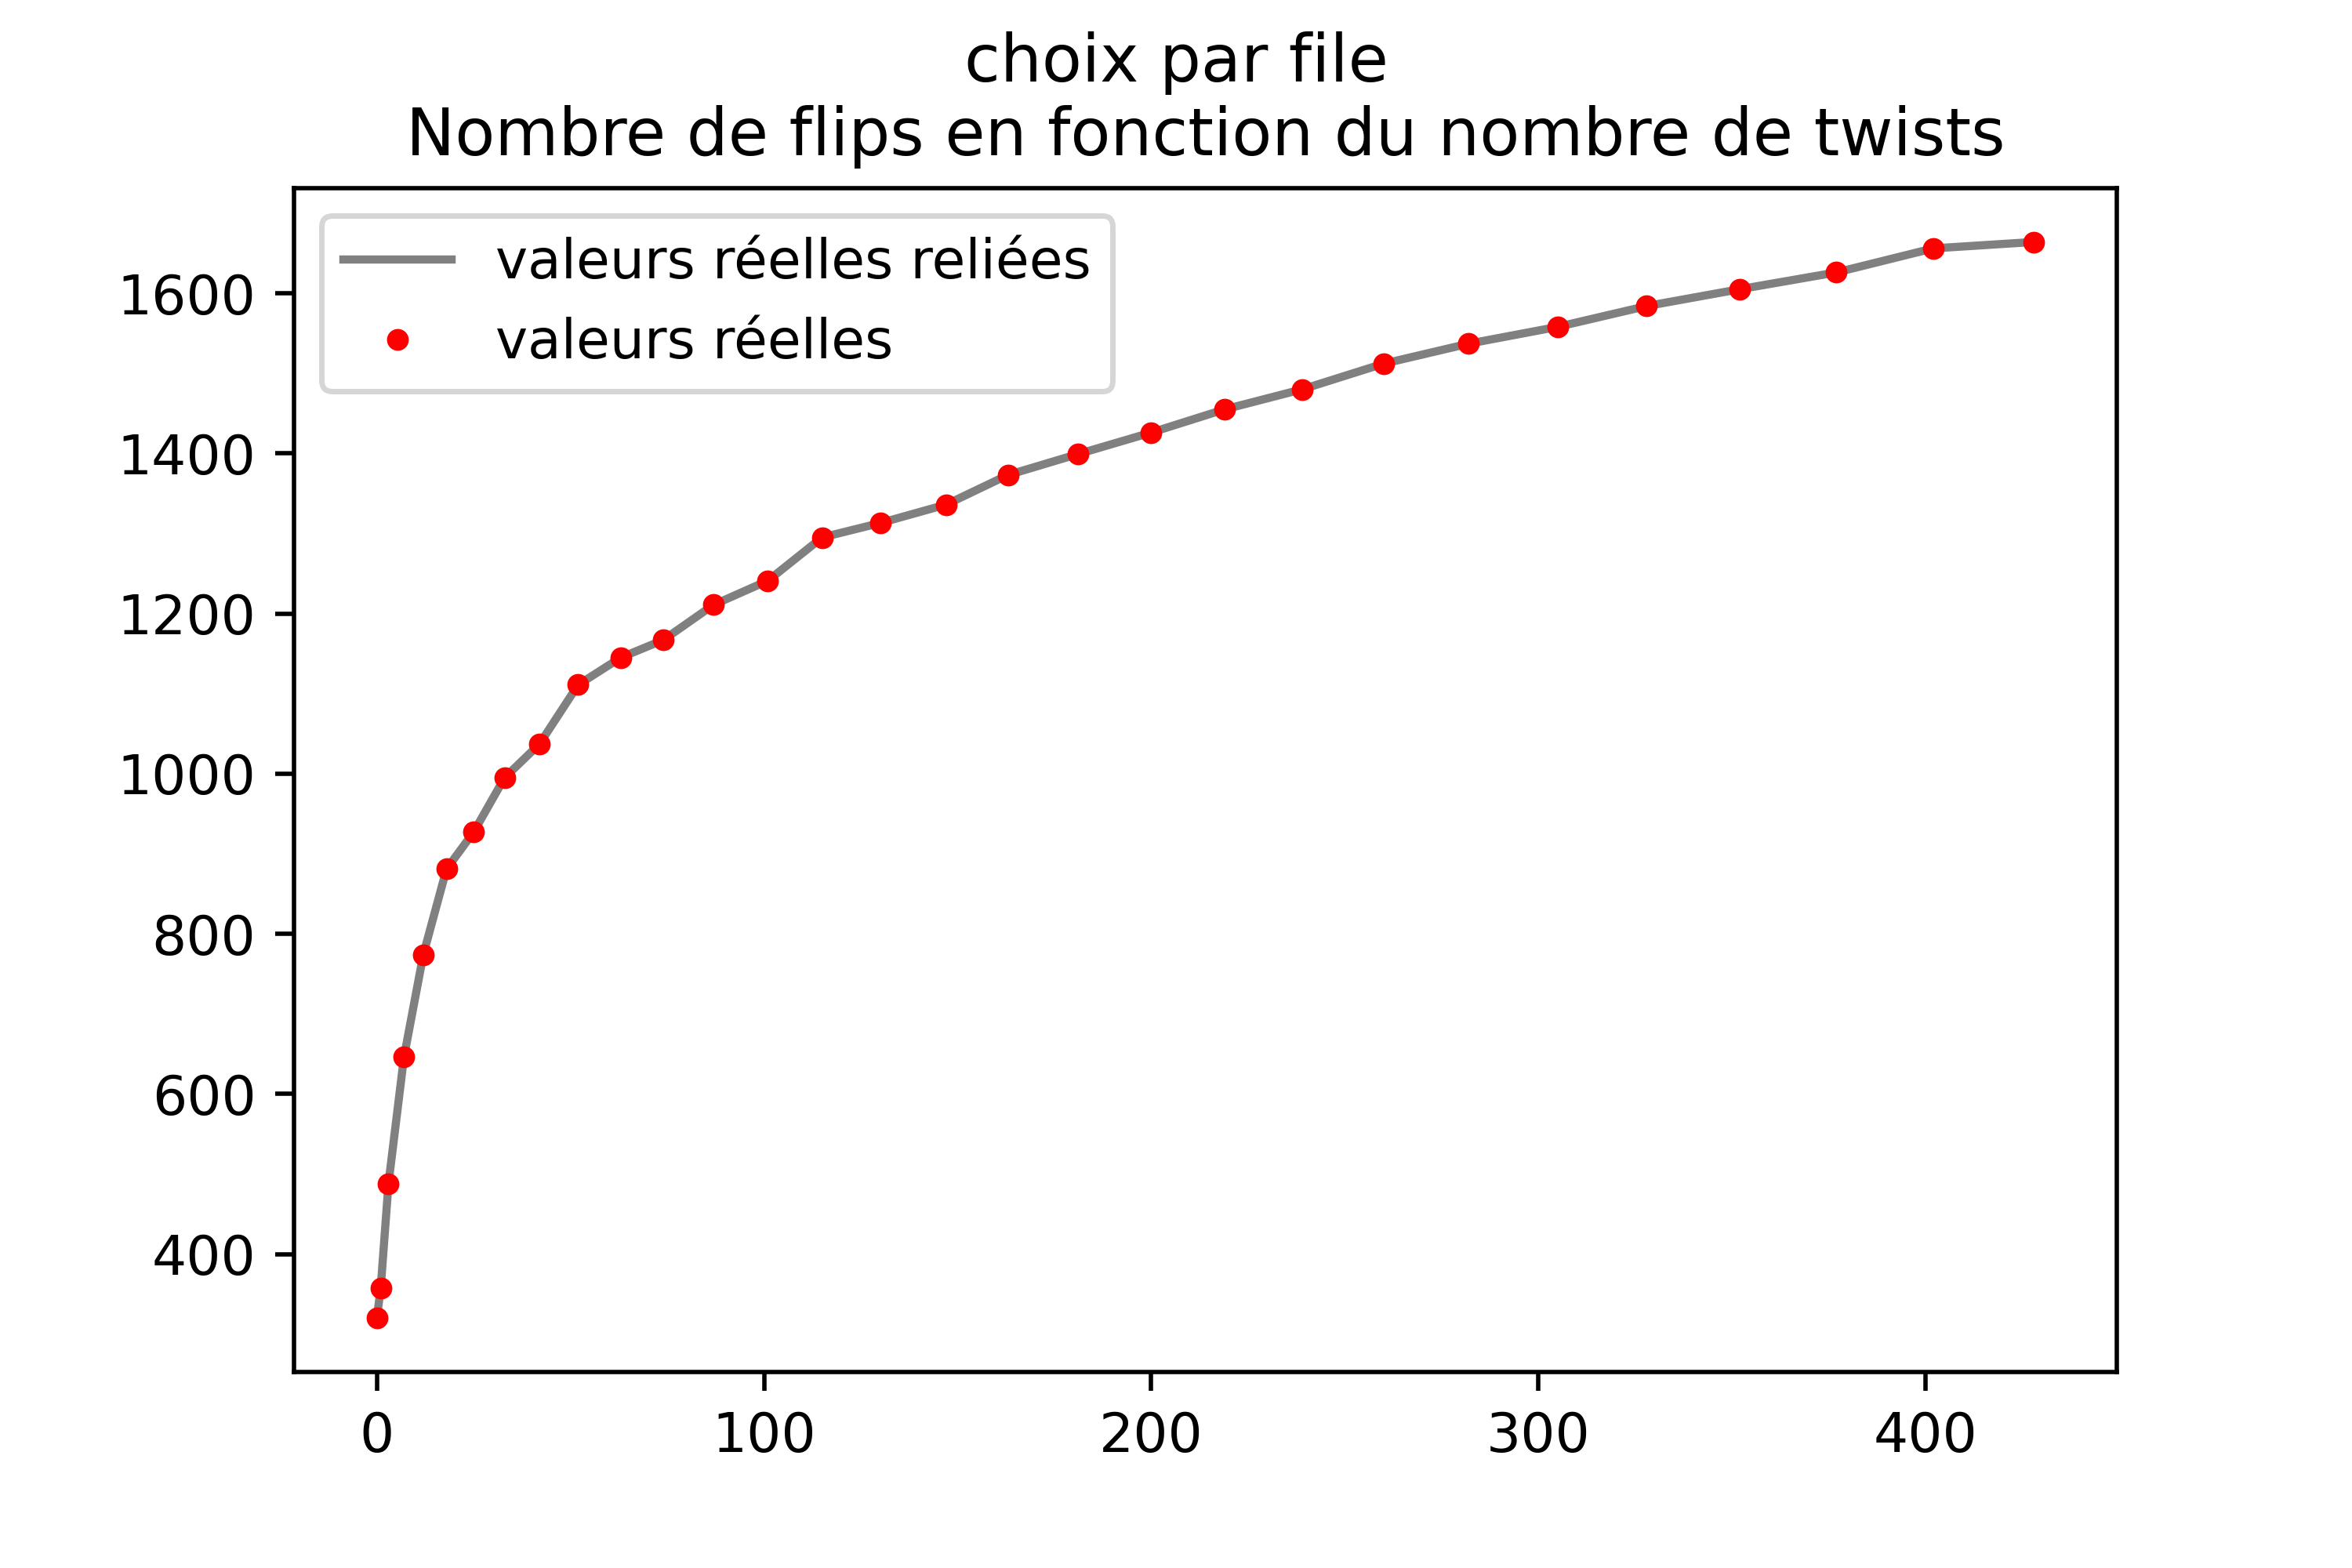 choix par file
Nombre de flips en fonction du nombre de twists
valeurs réelles reliées
valeurs réelles
1600
1400
1200
1000
800
600
400
0 100 200 300 400